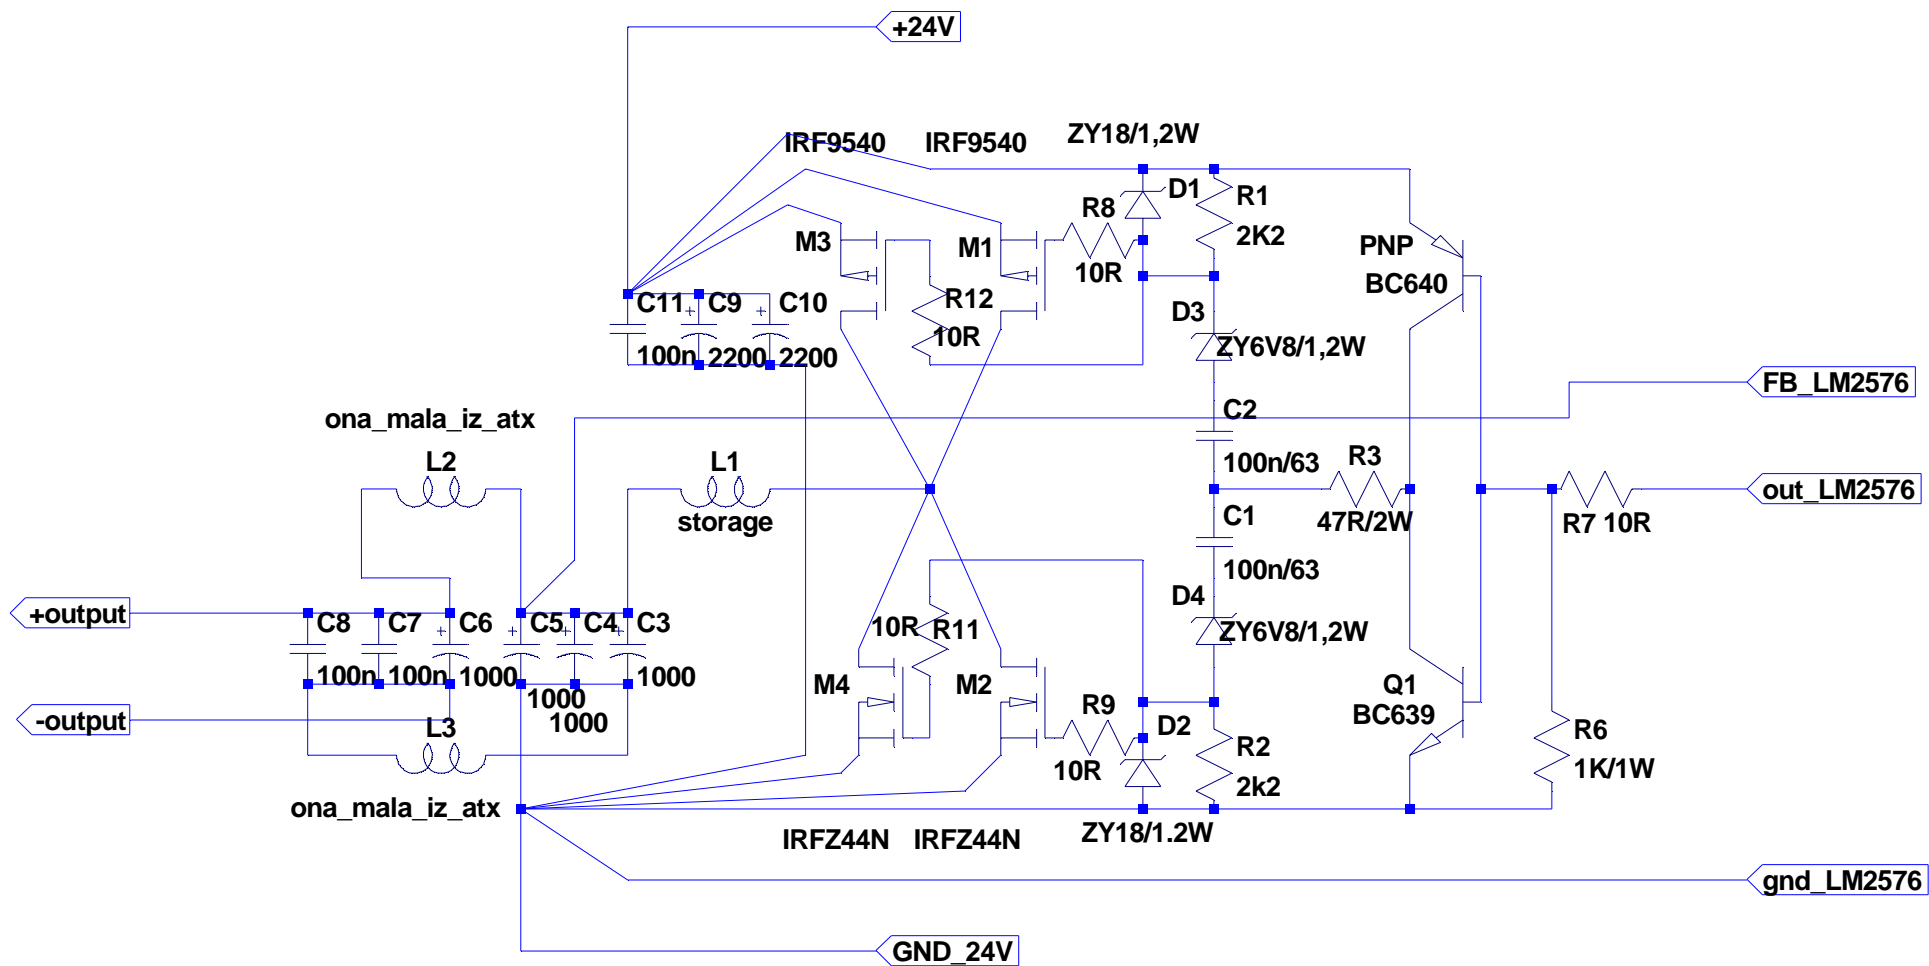 +24V
IRF9540
IRF9540
ZY18/1,2W
D1
R1
R8
2K2
M3
M1
PNP
10R
BC640
C11
C9
C10
R12
D3
10R
ZY6V8/1,2W
100n
2200
2200
FB_LM2576
ona_mala_iz_atx
C2
L2
L1
100n/63
R3
out_LM2576
storage
C1
47R/2W
R7 10R
100n/63
D4
+output
C8
C7
C6
C5
C4
C3
10R
R11
ZY6V8/1,2W
100n
100n
1000
1000
1000
1000
M4
M2
Q1
R9
BC639
-output
L3
D2
R2
R6
10R
2k2
1K/1W
ona_mala_iz_atx
IRFZ44N
IRFZ44N
ZY18/1.2W
gnd_LM2576
GND_24V